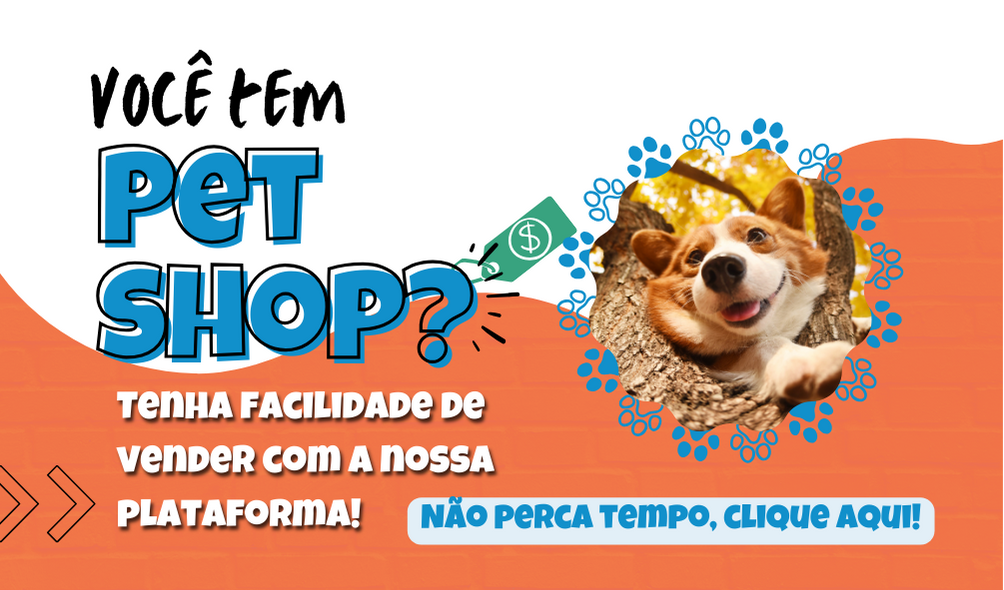 VOCÊ TEM
PET
SHOP?
$
TENHA FACILIDADE DE
VENDER COM A NOSSA
PLATAFORMA!
NÃO PERCA TEMPO, CLIQUE AQUI!